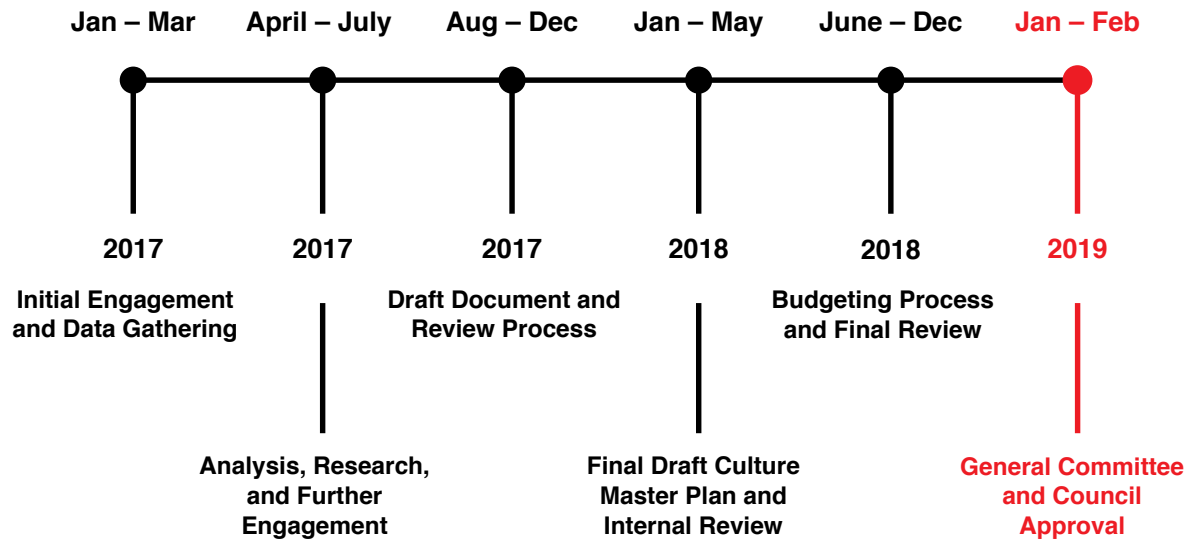 Jan – Mar
April – July
Aug – Dec
Jan – May
June – Dec
Jan – Feb
2017
2017
2017
2018
2018
2019
Initial Engagement
and Data Gathering
Draft Document and
Review Process
Budgeting Process
and Final Review
Analysis, Research,
and Further
Engagement
Final Draft Culture
Master Plan and
Internal Review
General Committee
and Council
Approval